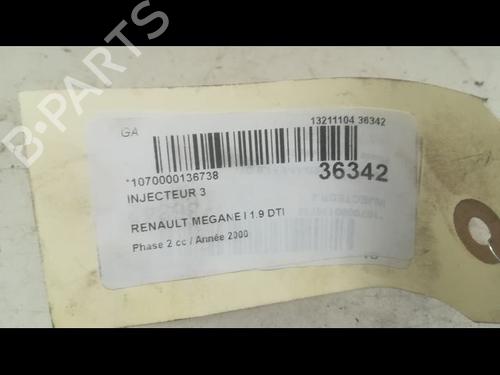 B-PARTS
GA
13211104 36342
*1070000136738
36342
INJECTEUR 3
RENAULT MEGANE I 1.9 DTI
Phase 2 cc / Année 2000